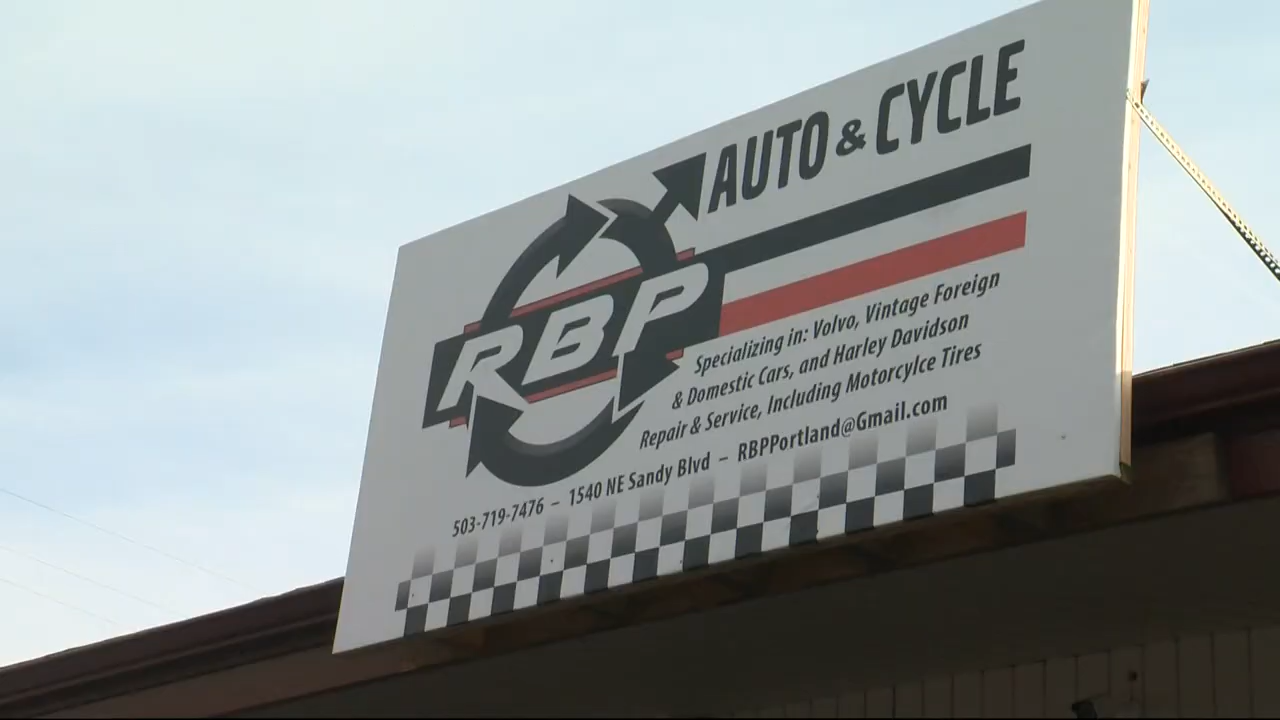 AUTO & CYCLE
RBP
Specializing in: Volvo, Vintage Foreign
& Domestic Cars, and Harley Davidson
Repair & Service, Including Motorcylce Tires
503-719-7476 – 1540 NE Sandy Blvd – RBPPortland@Gmail.com